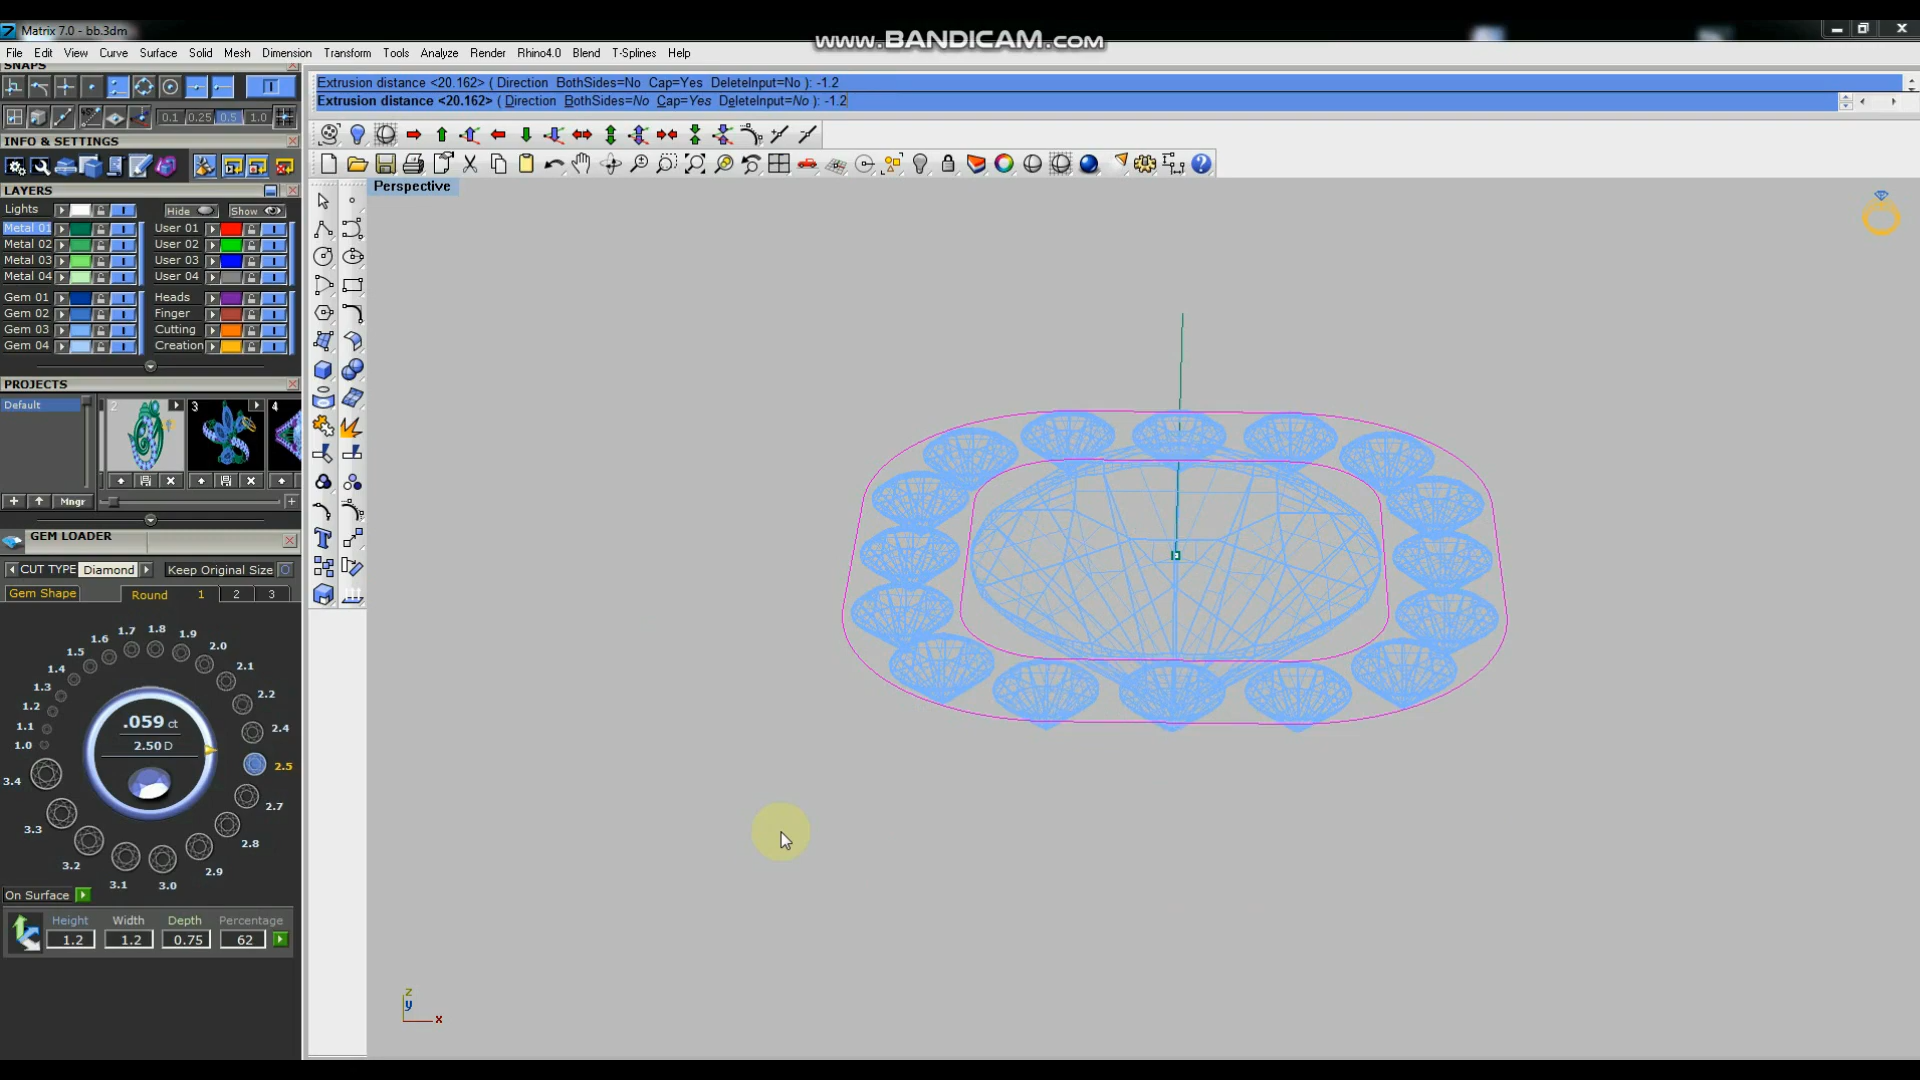 Matrix 7.0 - bb.3dm
www.BANDICAM.com
File Edit View Curve Surface Solid Mesh Dimension Transform Tools Analyze Render Rhino4.0 Blend T-Splines Help
SNAPS
Extrusion distance <20.162> ( Direction BothSides=No Cap=Yes DeleteInput=No ): -1.2
Extrusion distance <20.162> ( Direction BothSides=No Cap=Yes DeleteInput=No ): -1.2
0.1 0.25 0.5 1.0
INFO & SETTINGS
LAYERS
Perspective
Lights Hide Show
Metal 01 User 01
Metal 02 User 02
Metal 03 User 03
Metal 04 User 04
Gem 01 Heads
Gem 02 Finger
Gem 03 Cutting
Gem 04 Creation
PROJECTS
Default 2 3 4
+ Mngr +
GEM LOADER
CUT TYPE Diamond Keep Original Size
Gem Shape Round 1 2 3
1.8
1.7 1.9
1.6 2.0
1.5 2.1
1.4
1.3 2.2
1.2
1.1 2.4
1.0
.059 ct
2.50 D
2.5
3.4
2.7
3.3
2.8
3.2 2.9
3.1 3.0
On Surface
Height Width Depth Percentage
1.2 1.2 0.75 62
z
y
x